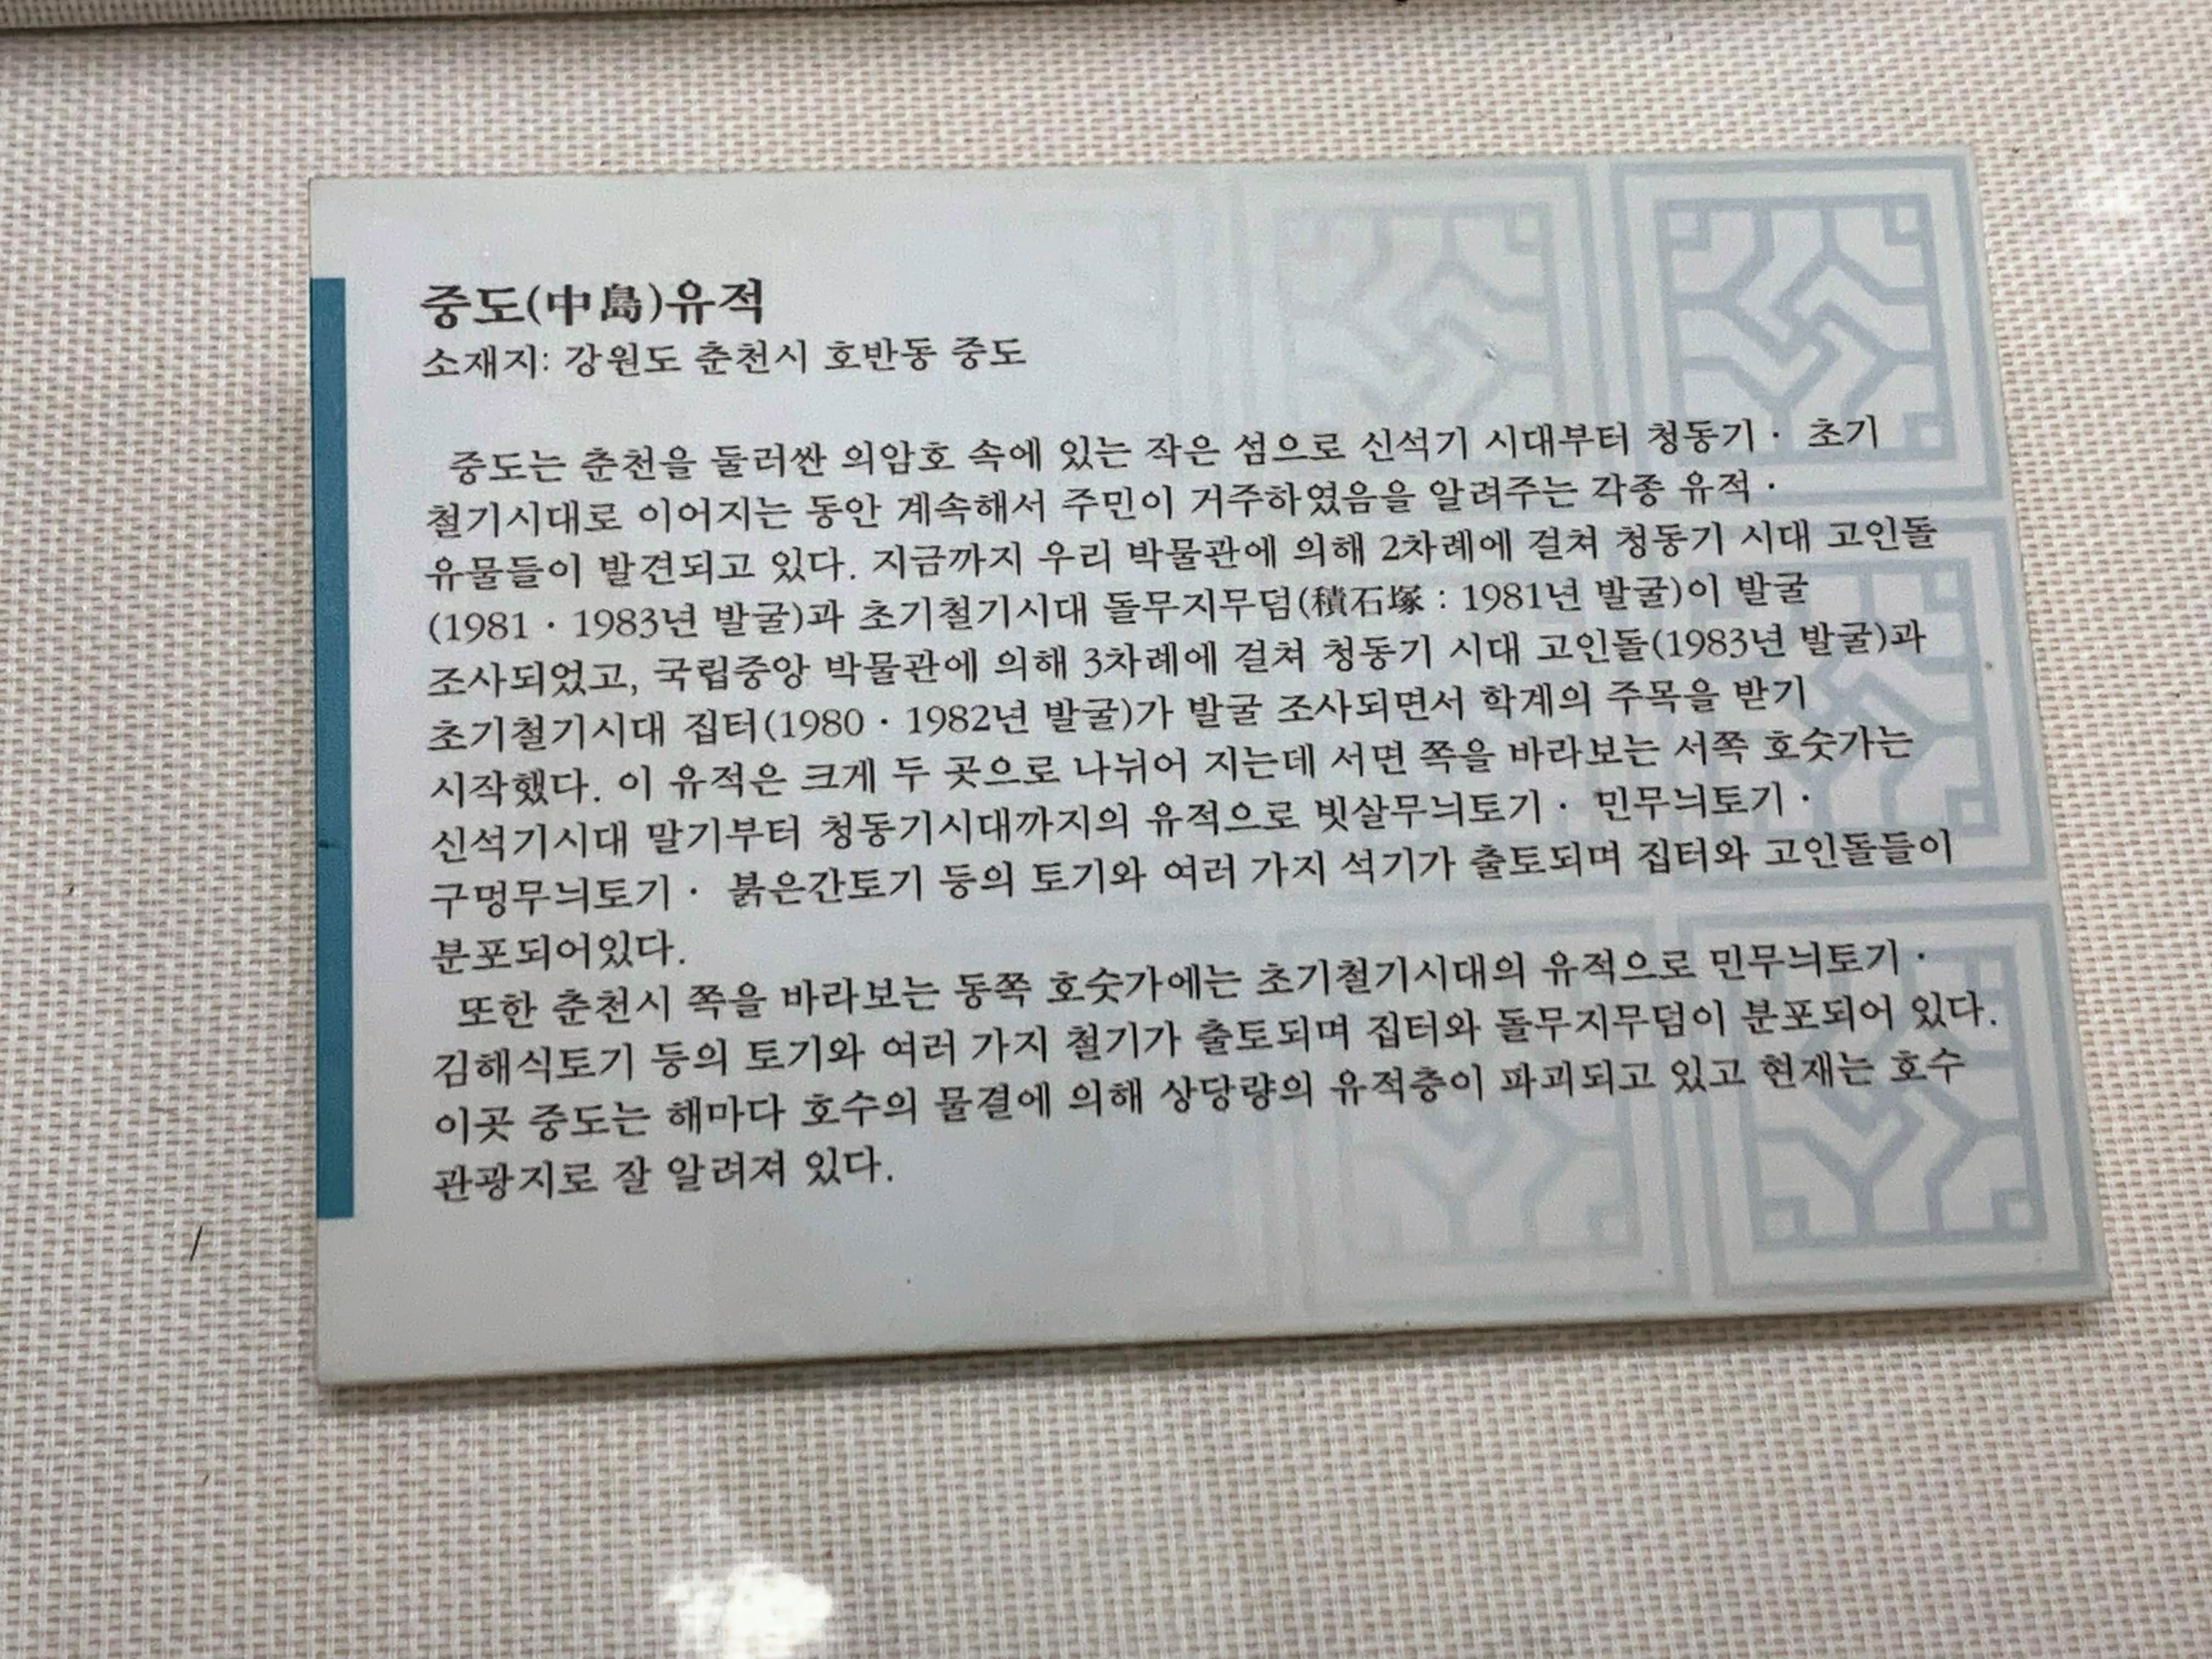 중도(中島)유적
소재지: 강원도 춘천시 호반동 중도
중도는 춘천을 둘러싼 의암호 속에 있는 작은 섬으로 신석기 시대부터 청동기 · 초기
철기시대로 이어지는 동안 계속해서 주민이 거주하였음을 알려주는 각종 유적 ·
유물들이 발견되고 있다. 지금까지 우리 박물관에 의해 2차례에 걸쳐 청동기 시대 고인돌
(1981 · 1983년 발굴)과 초기철기시대 돌무지무덤(積石塚 : 1981년 발굴)이 발굴
조사되었고, 국립중앙 박물관에 의해 3차례에 걸쳐 청동기 시대 고인돌(1983년 발굴)과
초기철기시대 집터(1980 · 1982년 발굴)가 발굴 조사되면서 학계의 주목을 받기
시작했다. 이 유적은 크게 두 곳으로 나뉘어 지는데 서면 쪽을 바라보는 서쪽 호숫가는
신석기시대 말기부터 청동기시대까지의 유적으로 빗살무늬토기 · 민무늬토기 ·
구멍무늬토기 · 붉은간토기 등의 토기와 여러 가지 석기가 출토되며 집터와 고인돌들이
분포되어있다.
또한 춘천시 쪽을 바라보는 동쪽 호숫가에는 초기철기시대의 유적으로 민무늬토기 ·
김해식토기 등의 토기와 여러 가지 철기가 출토되며 집터와 돌무지무덤이 분포되어 있다.
이곳 중도는 해마다 호수의 물결에 의해 상당량의 유적층이 파괴되고 있고 현재는 호수
관광지로 잘 알려져 있다.